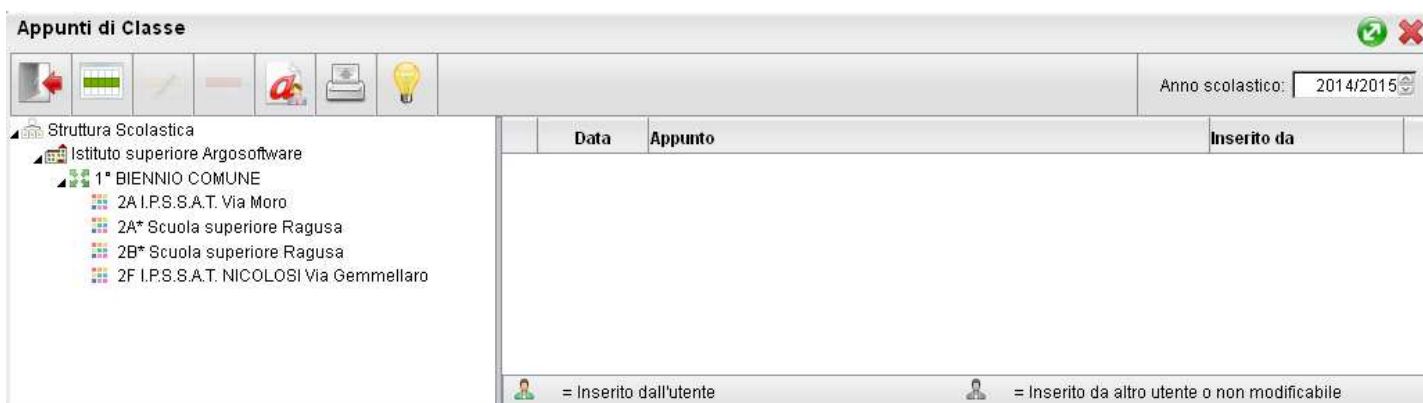 Appunti di Classe
Anno scolastico: 2014/2015
Struttura Scolastica
Istituto superiore Argosoftware
1° BIENNIO COMUNE
2A I.P.S.S.A.T. Via Moro
2A* Scuola superiore Ragusa
2B* Scuola superiore Ragusa
2F I.P.S.S.A.T. NICOLOSI Via Gemmellaro
Data Appunto Inserito da
= Inserito dall'utente = Inserito da altro utente o non modificabile